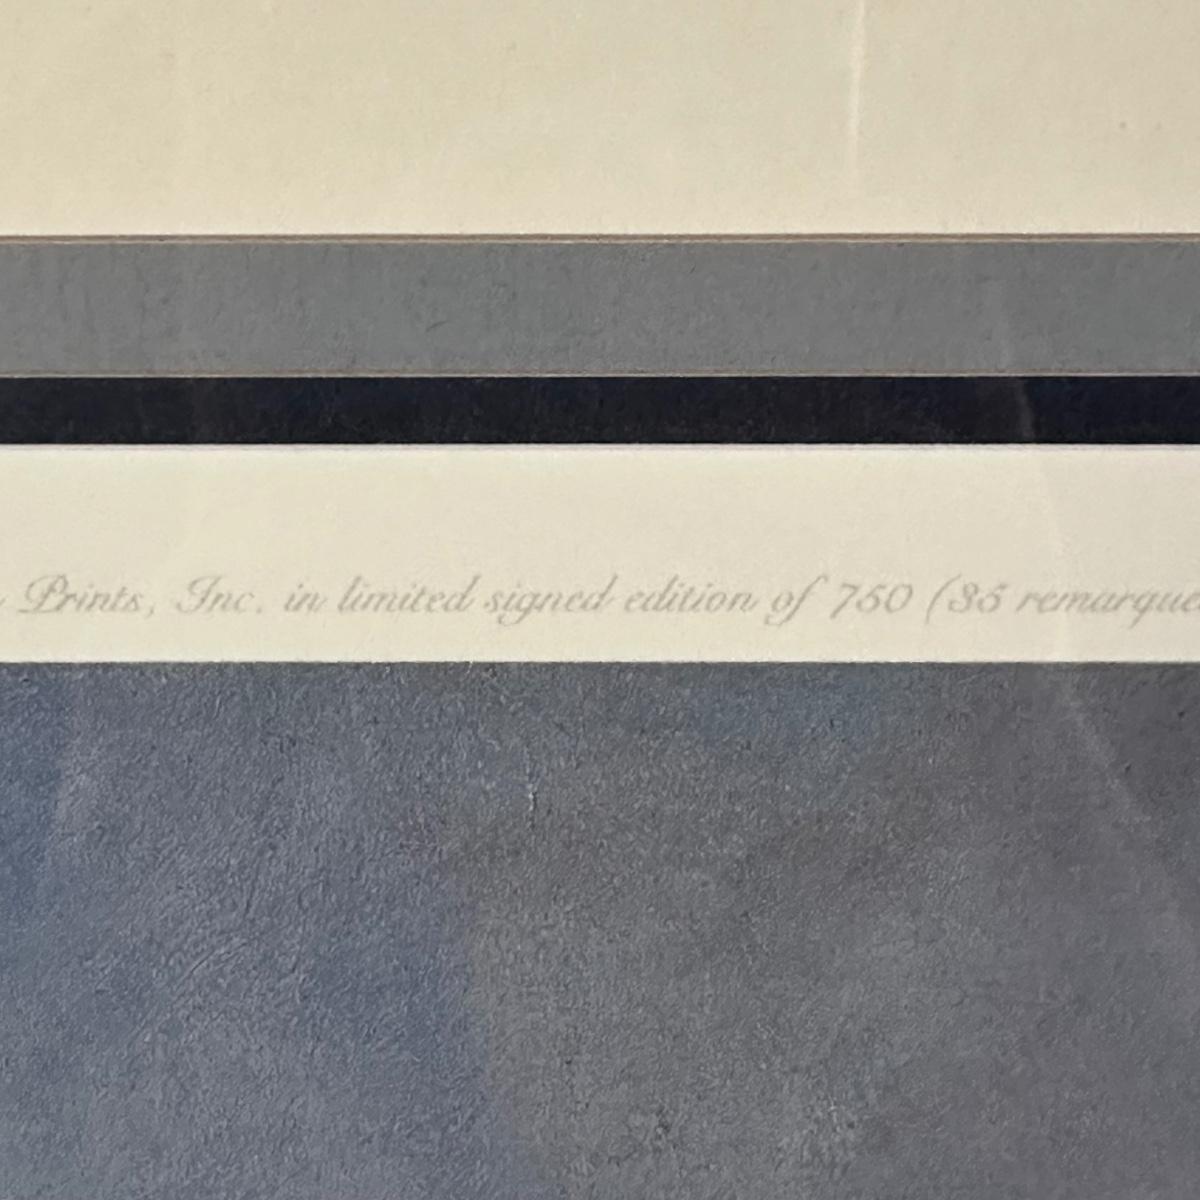 Prints, Inc. in limited signed edition of 750 (35 remarque